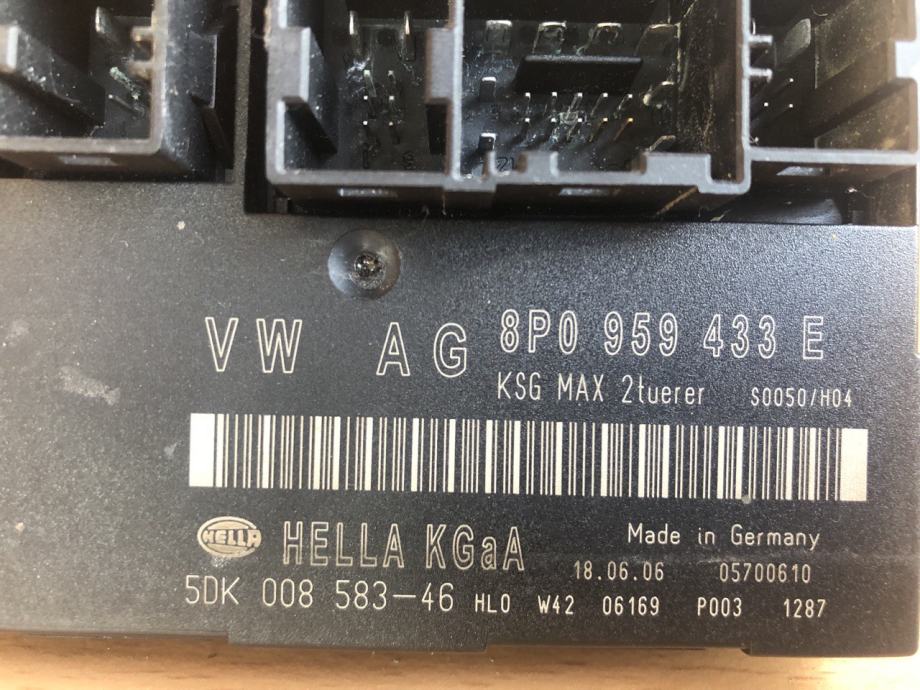 VW AG 8P0 959 433 E
KSG MAX 2tuerer S0050/H04
HELLA HELLA KGaA Made in Germany
18.06.06 05700610
5DK 008 583-46 HL0 W42 06169 P003 1287